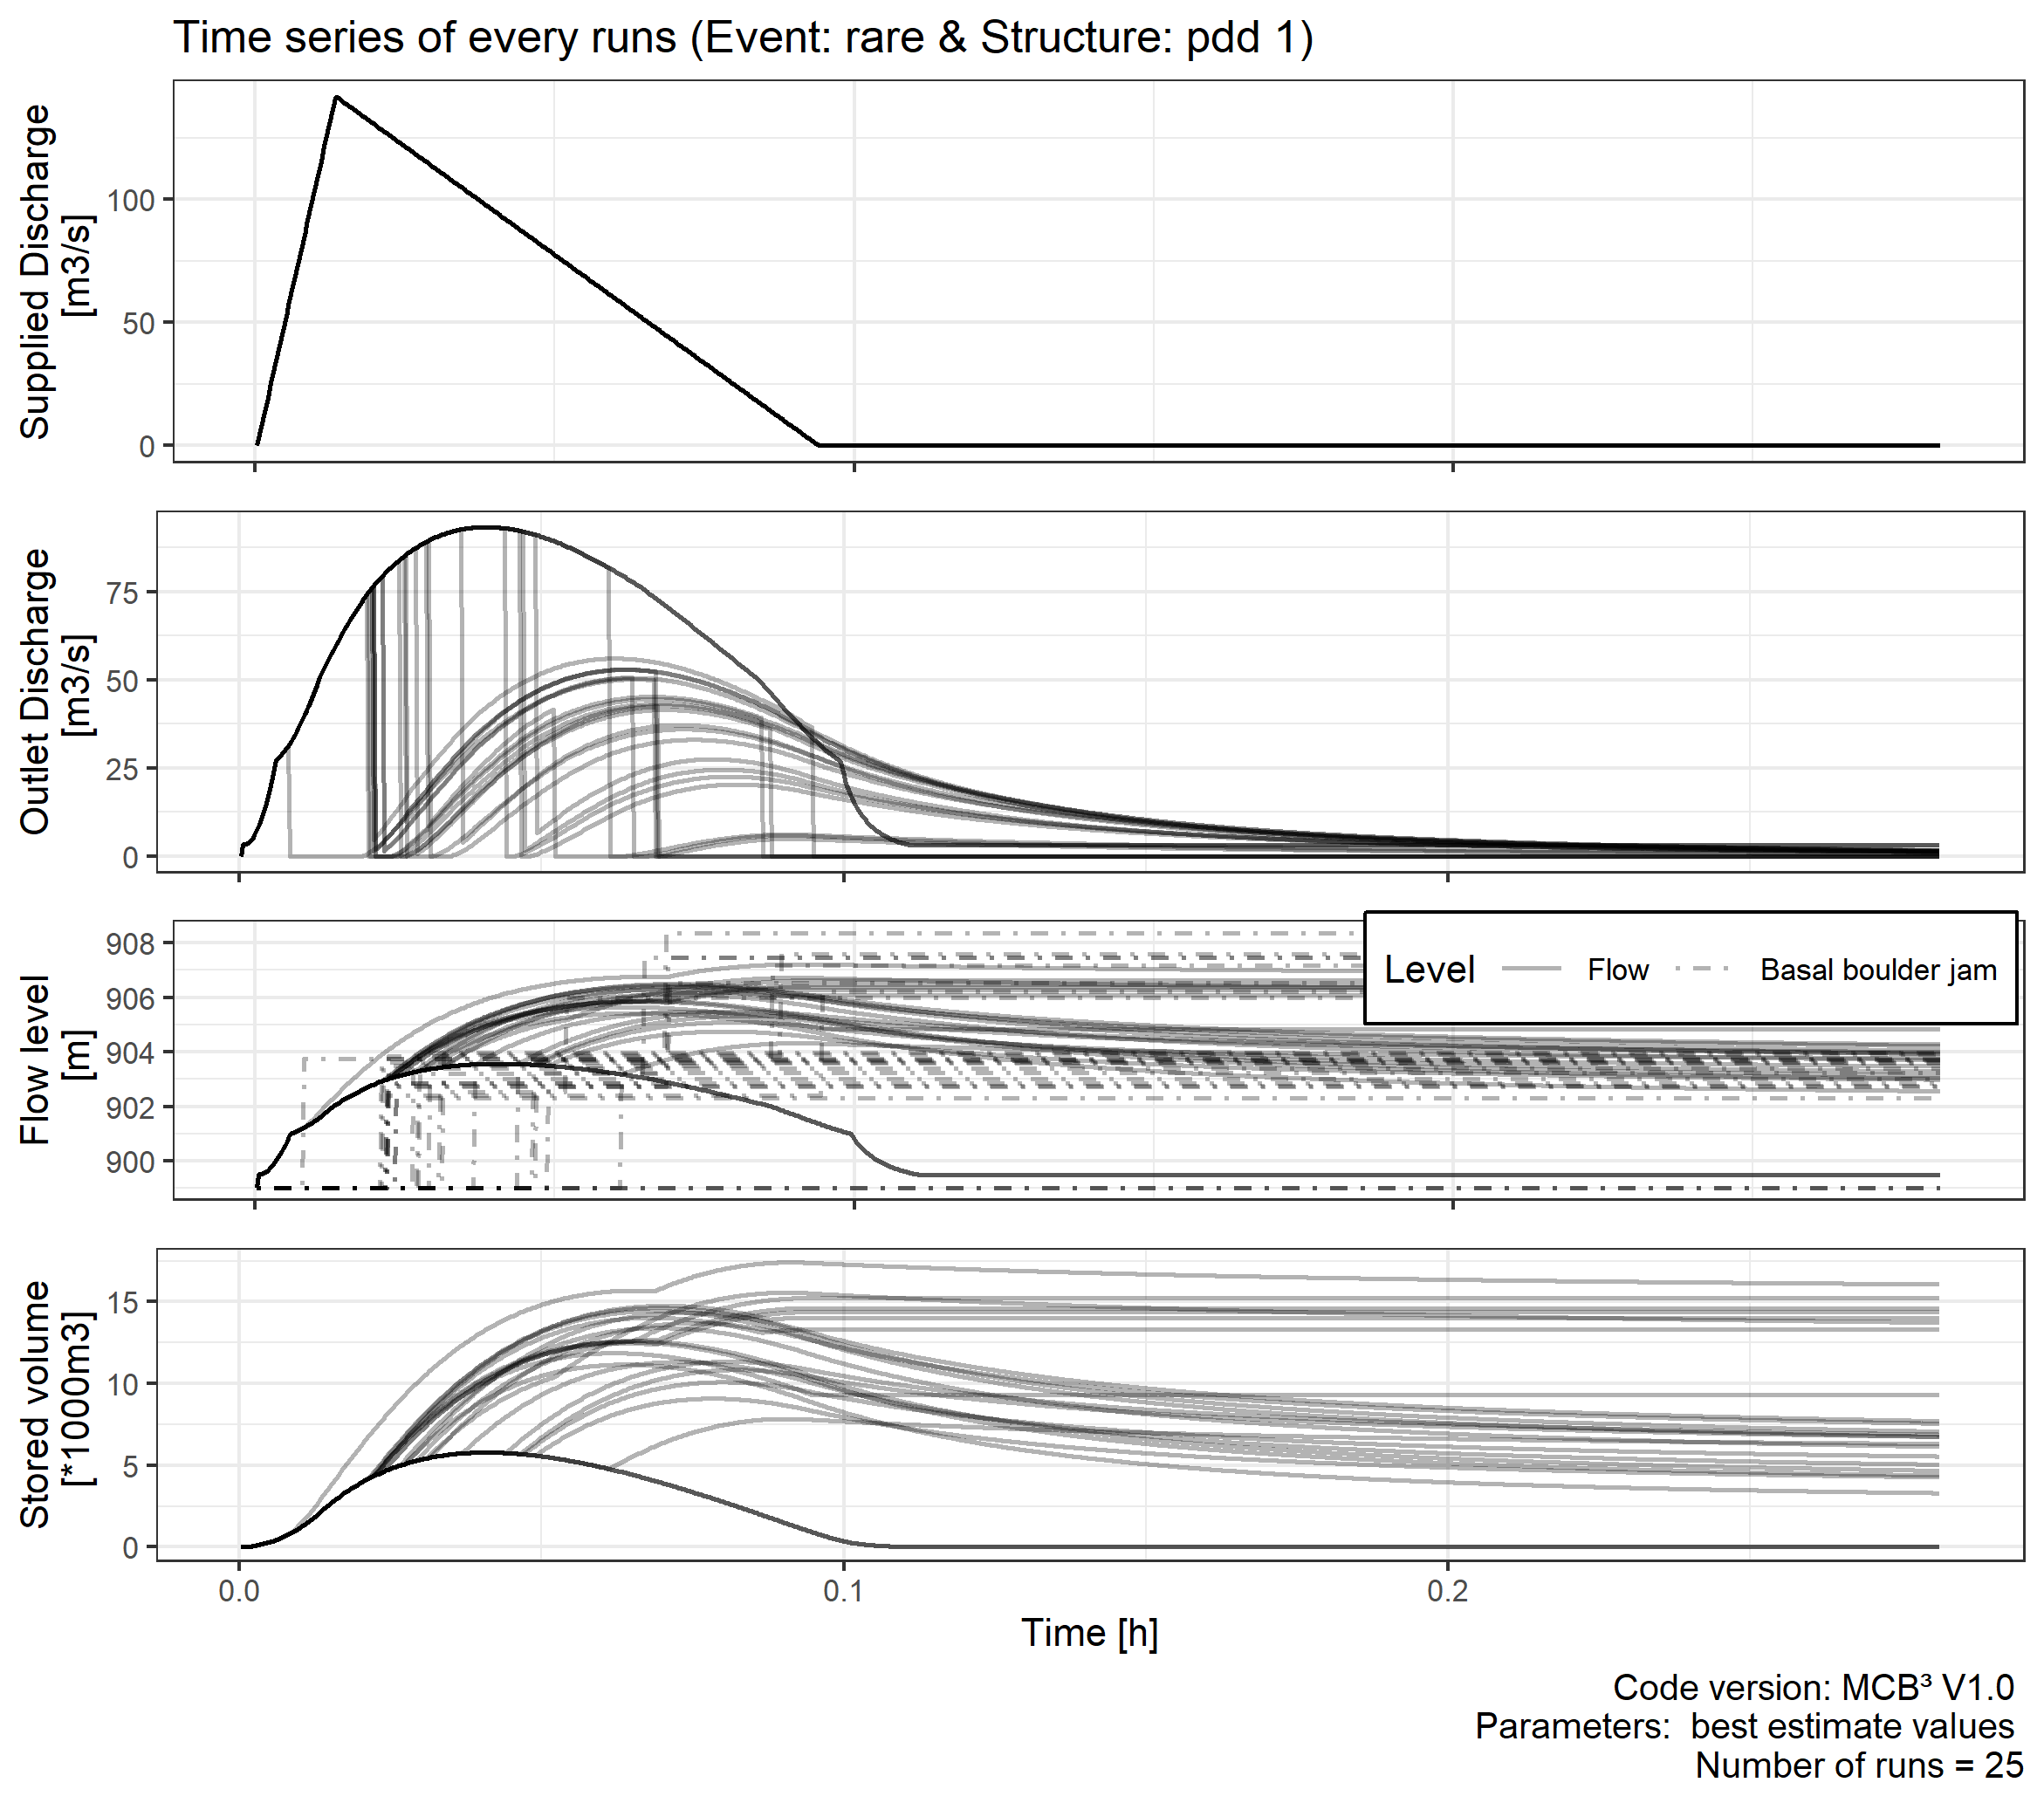 Time series of every runs (Event: rare & Structure: pdd 1)
Supplied Discharge
[m3/s]
100
50
0
Outlet Discharge
[m3/s]
75
50
25
0
Flow level
[m]
908
906
904
902
900
Level Flow Basal boulder jam
Stored volume
[*1000m3]
15
10
5
0
0.0 0.1 0.2
Time [h]
Code version: MCB³ V1.0
Parameters:  best estimate values
Number of runs = 25